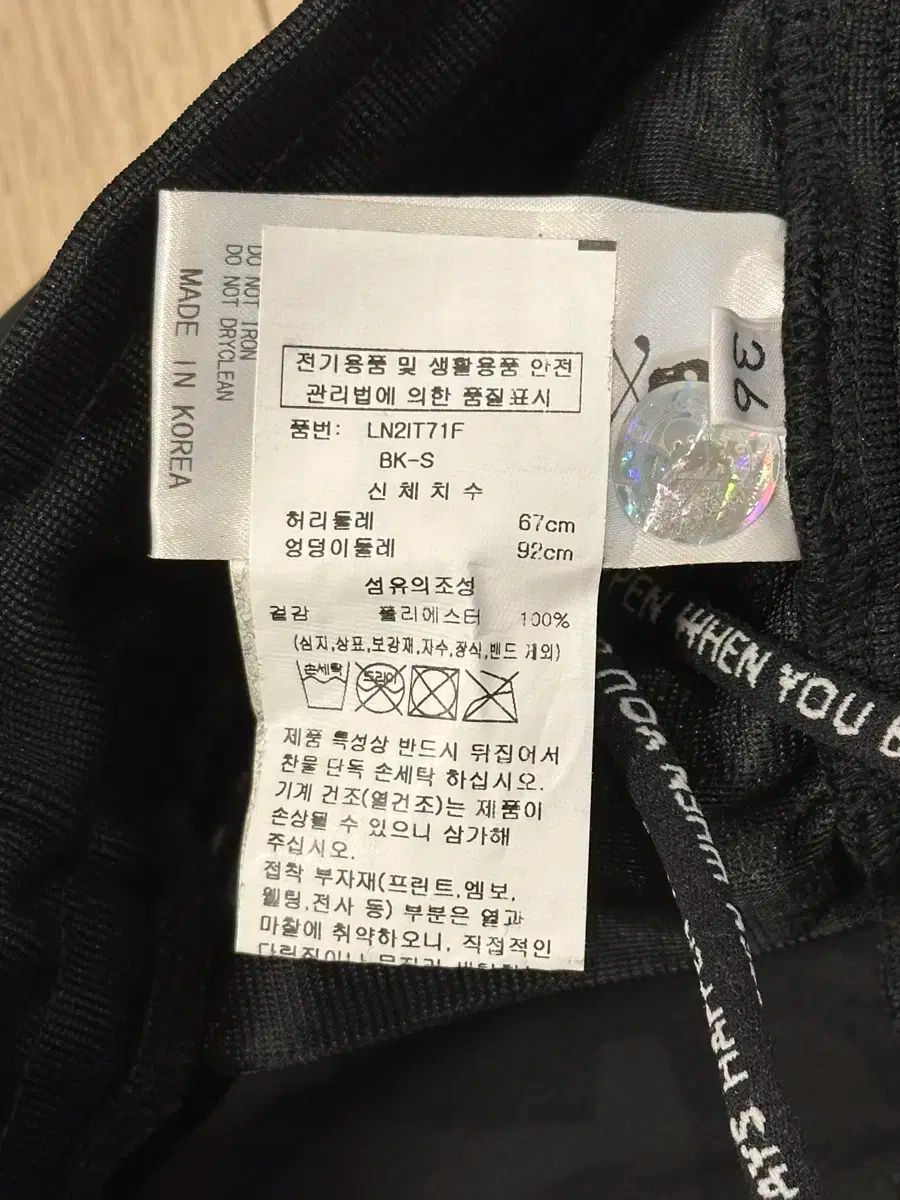 DO NOT IRON
DO NOT DRYCLEAN
MADE IN KOREA
전기용품 및 생활용품 안전
관리법에 의한 품질표시
품번: LN2IT71F
BK-S
신체치수
허리둘레 67cm
엉덩이둘레 92cm
섬유의조성
겉감 폴리에스터 100%
(심지,상표,보강재,자수,장식,밴드 제외)
손세탁 드라이
제품 특성상 반드시 뒤집어서
찬물 단독 손세탁 하십시오.
기계 건조(열건조)는 제품이
손상될 수 있으니 삼가해
주십시오.
접착 부자재(프린트,엠보,
웰팅,전사 등) 부분은 열과
마찰에 취약하오니, 직접적인
36
WHEN YOU